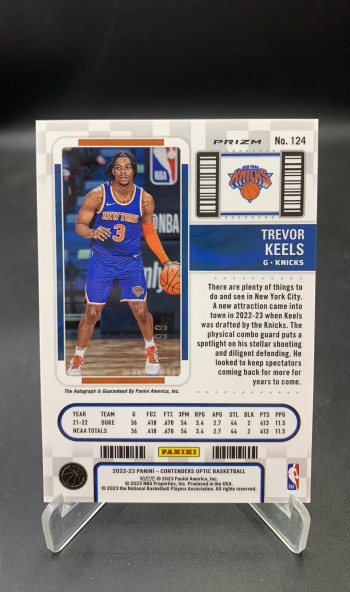 PRIZM No. 124
NEW YORK
KNICKS
TREVOR
KEELS
G • KNICKS
NBA
NBA
NEW YORK
3
99
There are plenty of things to
do and see in New York City.
A new attraction came into
town in 2022-23 when Keels
was drafted by the Knicks. The
physical combo guard puts a
spotlight on his stellar shooting
and diligent defending. He
looked to keep spectators
coming back for more for
years to come.
The Autograph is Guaranteed By Panini America, Inc.
YEAR TEAM G FG% FT% 3PM RPG APG STL BLK PTS PPG
21-22 DUKE 36 .418 .678 54 3.4 2.7 44 2 413 11.5
NCAA TOTALS 36 .418 .678 54 3.4 2.7 44 2 413 11.5
PANINI
2022-23 PANINI - CONTENDERS OPTIC BASKETBALL
© 2023 Panini America, Inc.
© 2023 NBA Properties, Inc. Produced in the USA.
© 2023 the National Basketball Players Association. All rights reserved.
NBA